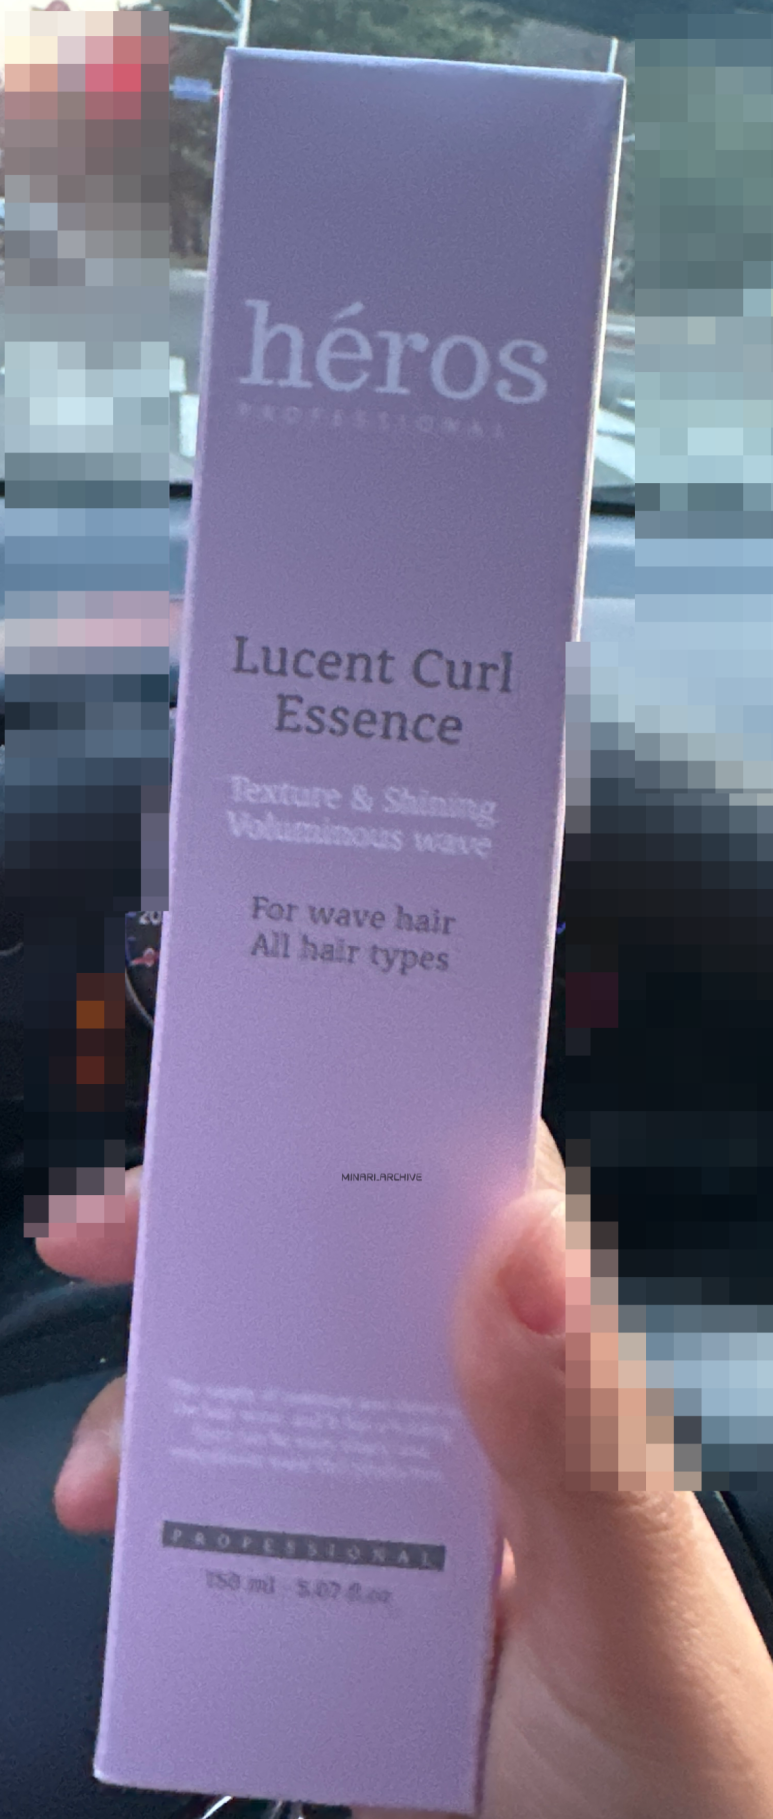 héros
PROFESSIONAL
Lucent Curl
Essence
Texture & Shining
Voluminous wave
For wave hair
All hair types
MINARI.ARCHIVE
PROFESSIONAL
150 ml 5.07 fl.oz
20